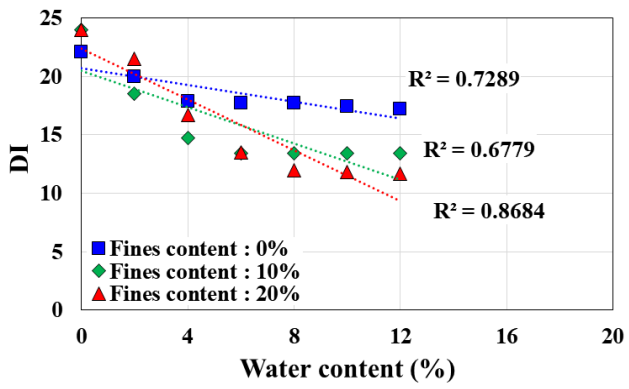 25
20
15
10
5
0
DI
R² = 0.7289
R² = 0.6779
R² = 0.8684
Fines content : 0%
Fines content : 10%
Fines content : 20%
0 4 8 12 16 20
Water content (%)